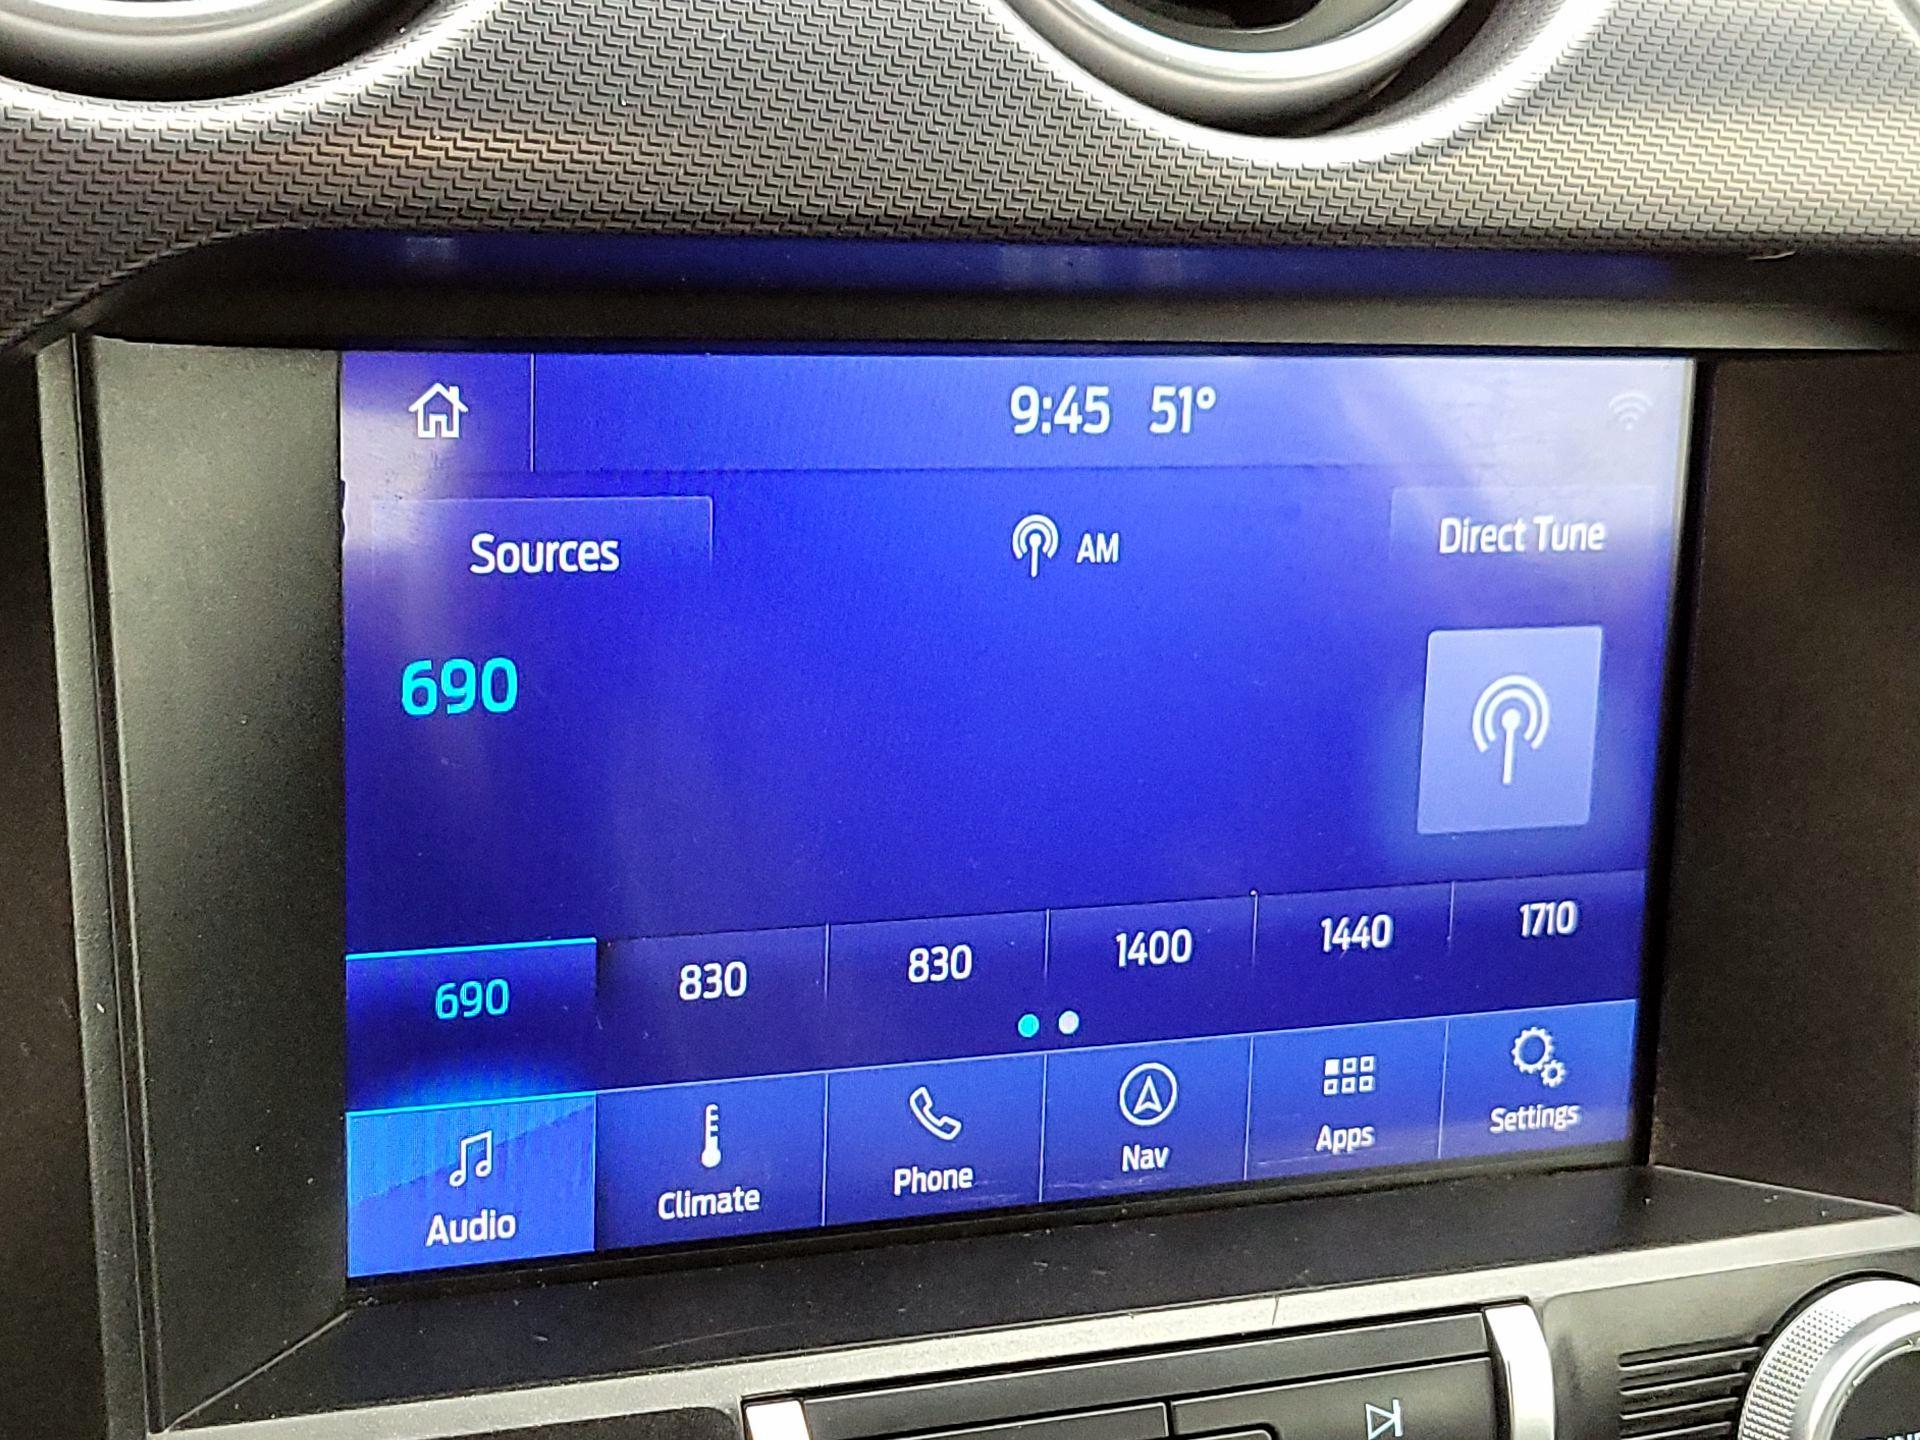 9:45 51°
Sources
AM
Direct Tune
690
690 830 830 1400 1440 1710
Audio Climate Phone Nav Apps Settings